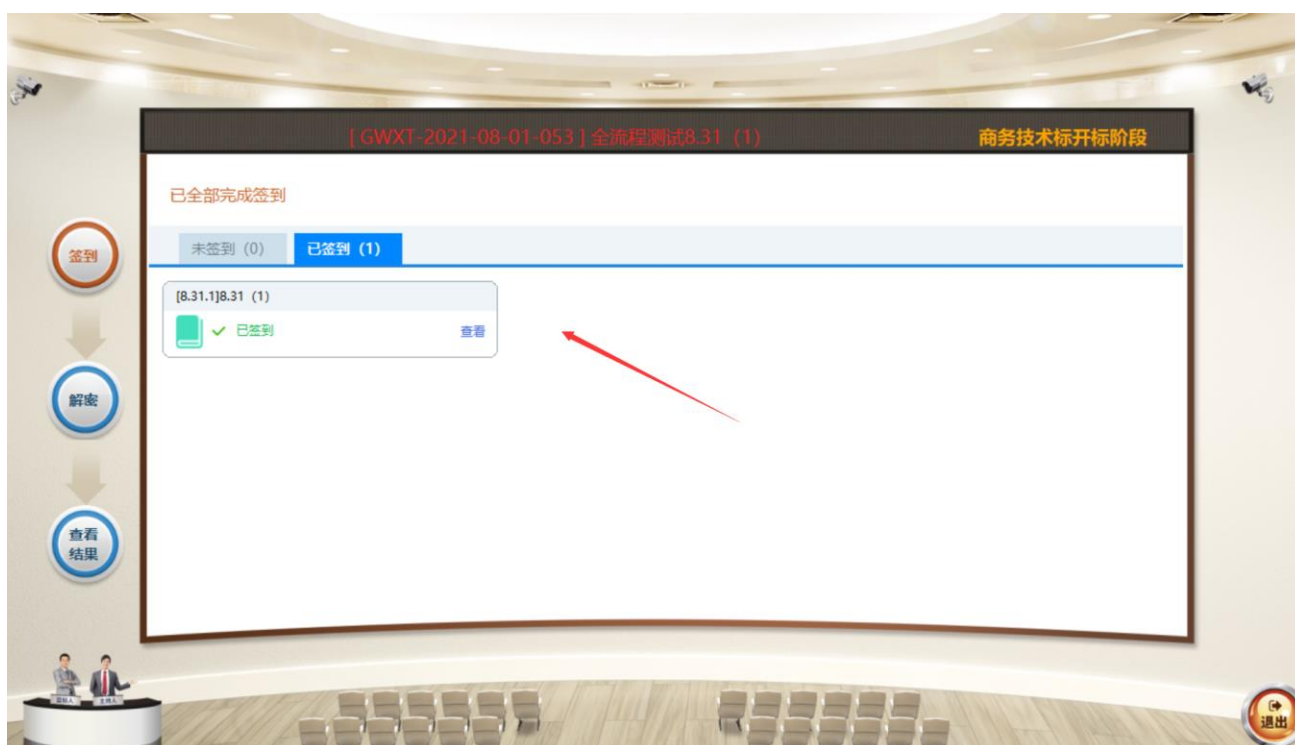 [ GWXT-2021-08-01-053 ] 全流程测试8.31（1）
商务技术标开标阶段
已全部完成签到
未签到（0）
已签到（1）
签到
[8.31.1]8.31（1）
已签到
查看
解密
查看
结果
主持人
退出